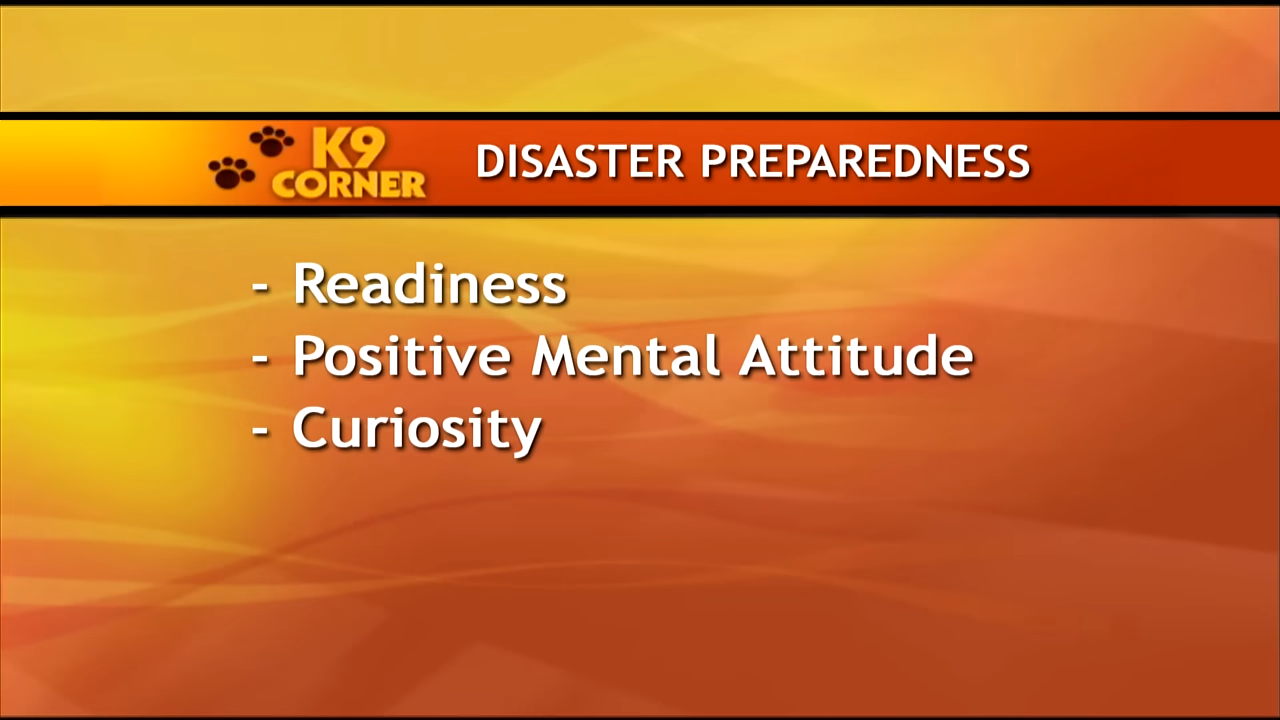 K9
CORNER
DISASTER PREPAREDNESS
- Readiness
- Positive Mental Attitude
- Curiosity